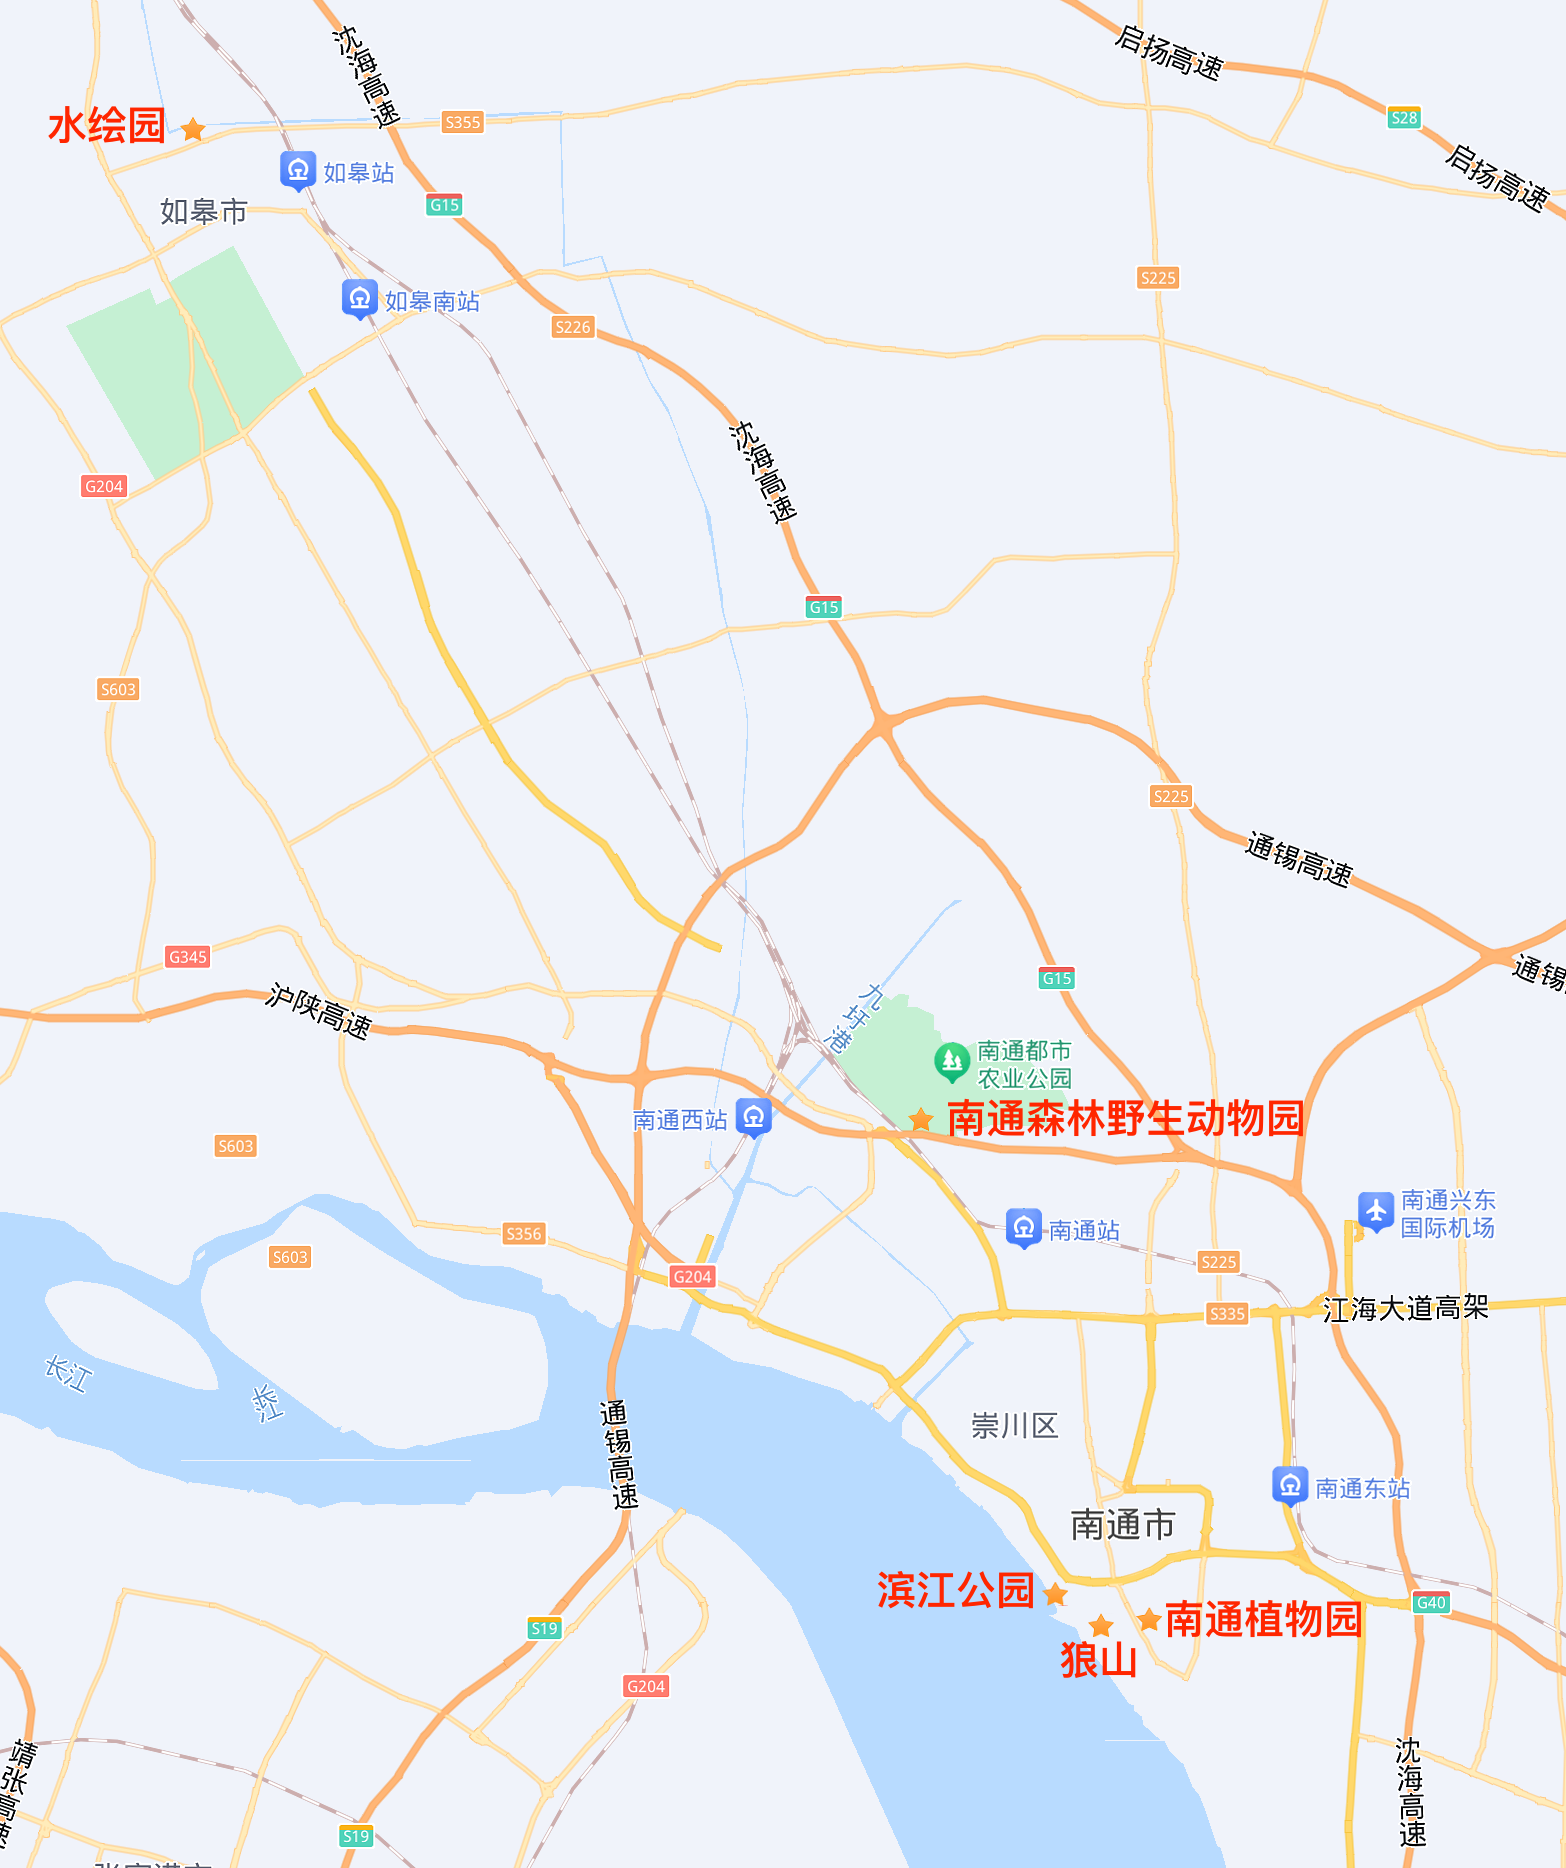 沈海高速
启扬高速
S28
启扬高速
水绘园
S355
如皋站
G15
如皋市
S225
如皋南站
S226
沈海高速
G204
G15
S603
S225
通锡高速
G345
通锡
沪陕高速
九圩港
G15
南通都市
农业公园
南通森林野生动物园
南通西站
S603
南通兴东
国际机场
S356
南通站
S603
S225
G204
S335
江海大道高架
长江
长江
通锡高速
崇川区
南通东站
南通市
滨江公园
南通植物园
G40
S19
狼山
G204
靖张高速
沈海高速
S19